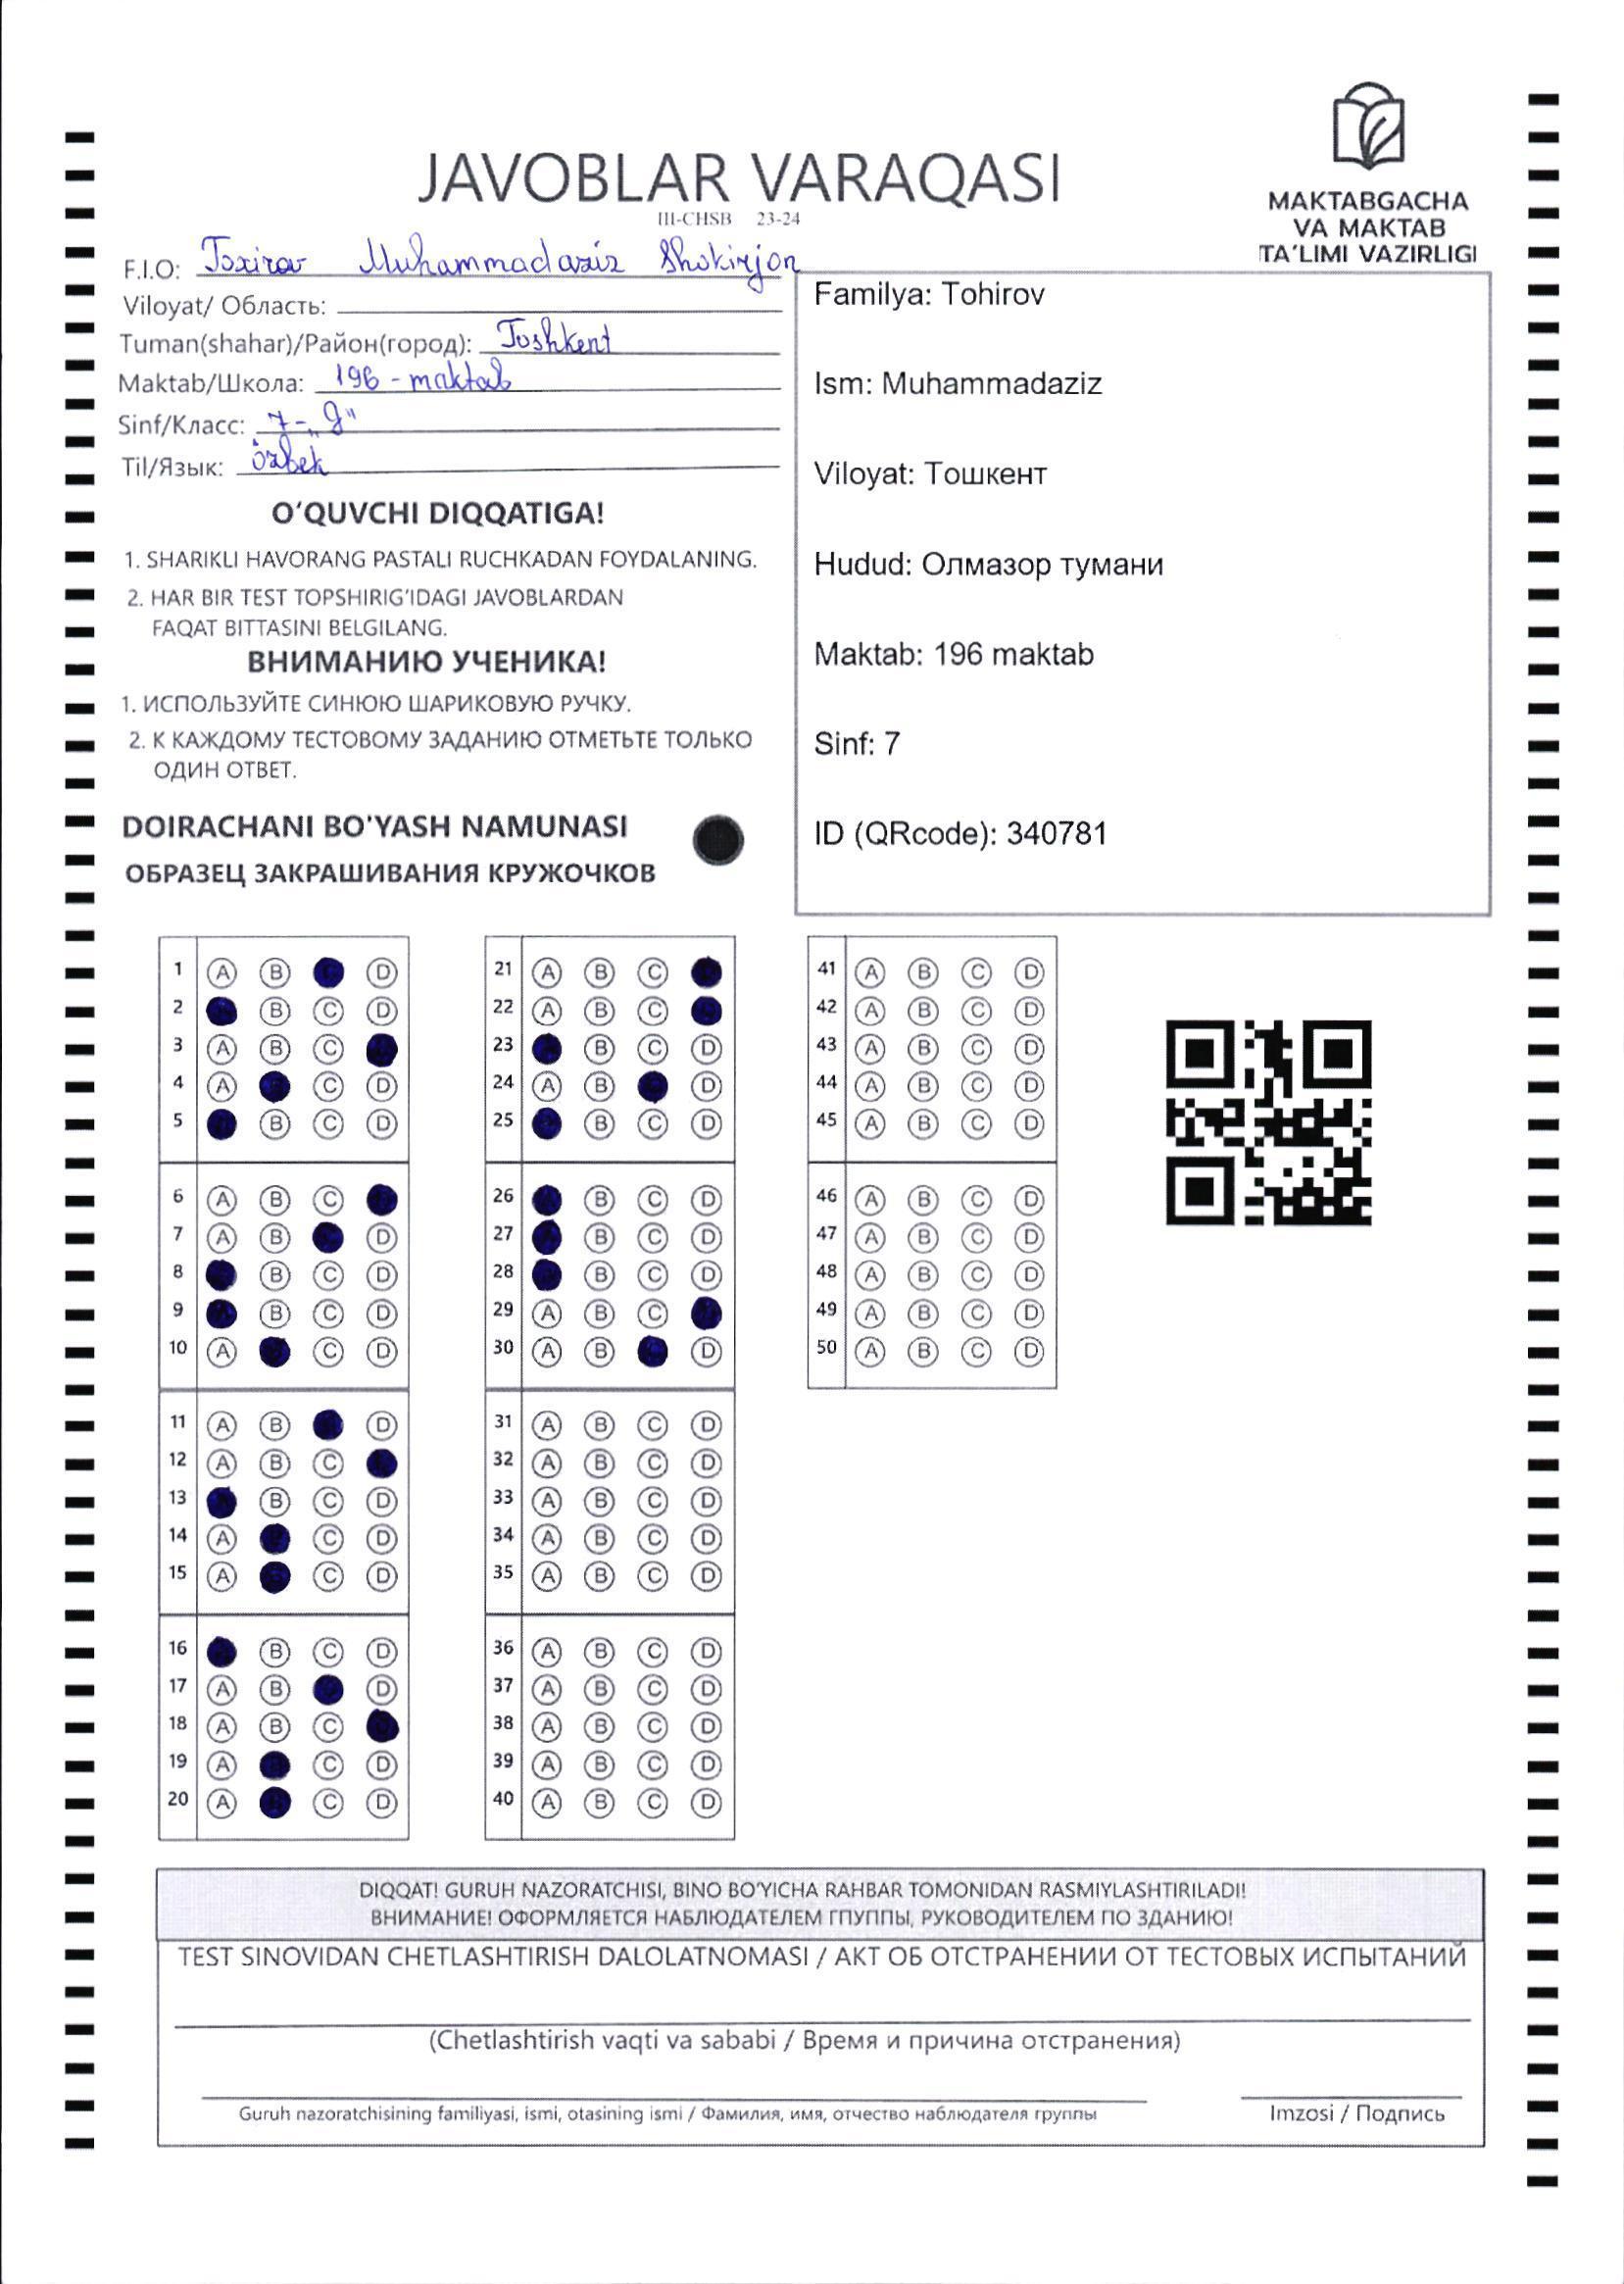 JAVOBLAR VARAQASI
III-CHSB 23-24
MAKTABGACHA
VA MAKTAB
TA‘LIMI VAZIRLIGI
F.I.O: Toxirov Muhammadaziz Shokirjon
Viloyat/ Область:
Tuman(shahar)/Район(город): Toshkent
Maktab/Школа: 196 - maktab
Sinf/Класс: 7-„g“
Til/Язык: òzbek
Familya: Tohirov
Ism: Muhammadaziz
Viloyat: Тошкент
Hudud: Олмазор тумани
Maktab: 196 maktab
Sinf: 7
ID (QRcode): 340781
O‘QUVCHI DIQQATIGA!
1. SHARIKLI HAVORANG PASTALI RUCHKADAN FOYDALANING.
2. HAR BIR TEST TOPSHIRIG‘IDAGI JAVOBLARDAN
FAQAT BITTASINI BELGILANG.
ВНИМАНИЮ УЧЕНИКА!
1. ИСПОЛЬЗУЙТЕ СИНЮЮ ШАРИКОВУЮ РУЧКУ.
2. К КАЖДОМУ ТЕСТОВОМУ ЗАДАНИЮ ОТМЕТЬТЕ ТОЛЬКО
ОДИН ОТВЕТ.
DOIRACHANI BO'YASH NAMUNASI
ОБРАЗЕЦ ЗАКРАШИВАНИЯ КРУЖОЧКОВ
1 A B C D
2 B C D
3 A B C
4 A C D
5 B C D
6 A B C
7 A B D
8 B C D
9 B C D
10 A C D
11 A B D
12 A B C
13 B C D
14 A C D
15 A C D
16 B C D
17 A B D
18 A B C
19 A C D
20 A C D
21 A B C
22 A B C
23 B C D
24 A B D
25 B C D
26 B C D
27 B C D
28 B C D
29 A B C
30 A B D
31 A B C D
32 A B C D
33 A B C D
34 A B C D
35 A B C D
36 A B C D
37 A B C D
38 A B C D
39 A B C D
40 A B C D
41 A B C D
42 A B C D
43 A B C D
44 A B C D
45 A B C D
46 A B C D
47 A B C D
48 A B C D
49 A B C D
50 A B C D
DIQQAT! GURUH NAZORATCHISI, BINO BO‘YICHA RAHBAR TOMONIDAN RASMIYLASHTIRILADI!
ВНИМАНИЕ! ОФОРМЛЯЕТСЯ НАБЛЮДАТЕЛЕМ ГПУППЫ, РУКОВОДИТЕЛЕМ ПО ЗДАНИЮ!
TEST SINOVIDAN CHETLASHTIRISH DALOLATNOMASI / АКТ ОБ ОТСТРАНЕНИИ ОТ ТЕСТОВЫХ ИСПЫТАНИЙ
(Chetlashtirish vaqti va sababi / Время и причина отстранения)
Guruh nazoratchisining familiyasi, ismi, otasining ismi / Фамилия, имя, отчество наблюдателя группы
Imzosi / Подпись